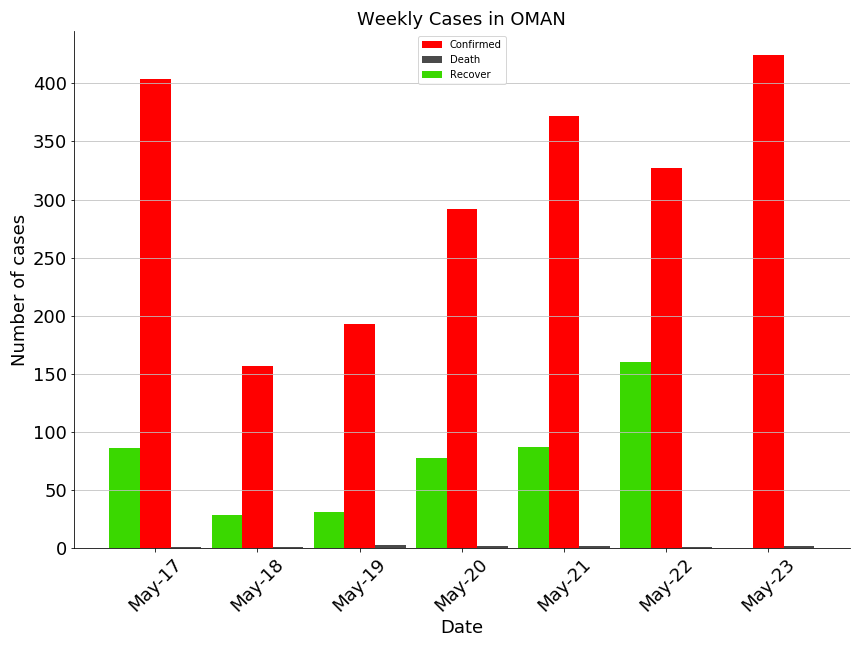 Weekly Cases in OMAN
Confirmed
Death
Recover
Number of cases
400
350
300
250
200
150
100
50
0
May-17
May-18
May-19
May-20
May-21
May-22
May-23
Date